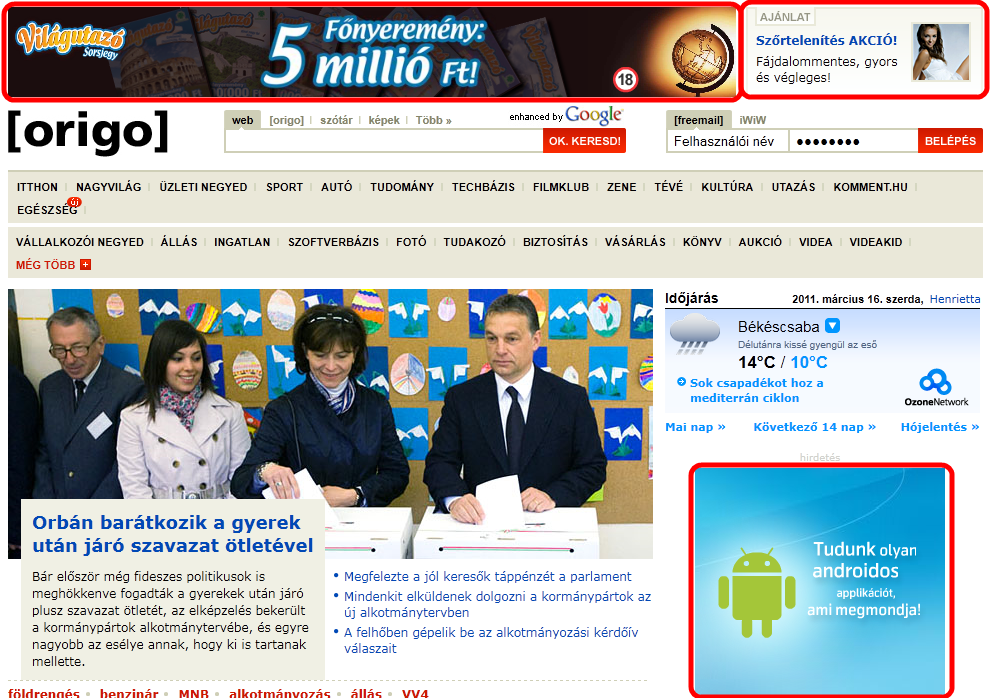 Világutazó
Sorsjegy
Főnyeremény:
5 millió Ft!
18
AJÁNLAT
Szőrtelenítés AKCIÓ!
Fájdalommentes, gyors
és végleges!
[origo]
web [origo] szótár képek Több »
enhanced by Google
OK. KERESD!
[freemail] iWiW
Felhasználói név ●●●●●●●● BELÉPÉS
ITTHON NAGYVILÁG ÜZLETI NEGYED SPORT AUTÓ TUDOMÁNY TECHBÁZIS FILMKLUB ZENE TÉVÉ KULTÚRA UTAZÁS KOMMENT.HU
EGÉSZSÉG új
VÁLLALKOZÓI NEGYED ÁLLÁS INGATLAN SZOFTVERBÁZIS FOTÓ TUDAKOZÓ BIZTOSÍTÁS VÁSÁRLÁS KÖNYV AUKCIÓ VIDEA VIDEAKID
MÉG TÖBB +
Orbán barátkozik a gyerek
után járó szavazat ötletével
Bár először még fideszes politikusok is
meghökkenve fogadták a gyerekek után járó
plusz szavazat ötletét, az elképzelés bekerült
a kormánypártok alkotmánytervébe, és egyre
nagyobb az esélye annak, hogy ki is tartanak
mellette.
• Megfelezte a jól keresők táppénzét a parlament
• Mindenkit elküldenek dolgozni a kormánypártok az
új alkotmánytervben
• A felhőben gépelik be az alkotmányozási kérdőív
válaszait
földrengés • benzinár • MNB • alkotmányozás • állás • VV4
Időjárás 2011. március 16. szerda, Henrietta
Békéscsaba
Délutánra kissé gyengül az eső
14°C / 10°C
Sok csapadékot hoz a
mediterrán ciklon
OzoneNetwork
Mai nap » Következő 14 nap » Hójelentés »
hirdetés
Tudunk olyan
androidos
applikációt,
ami megmondja!